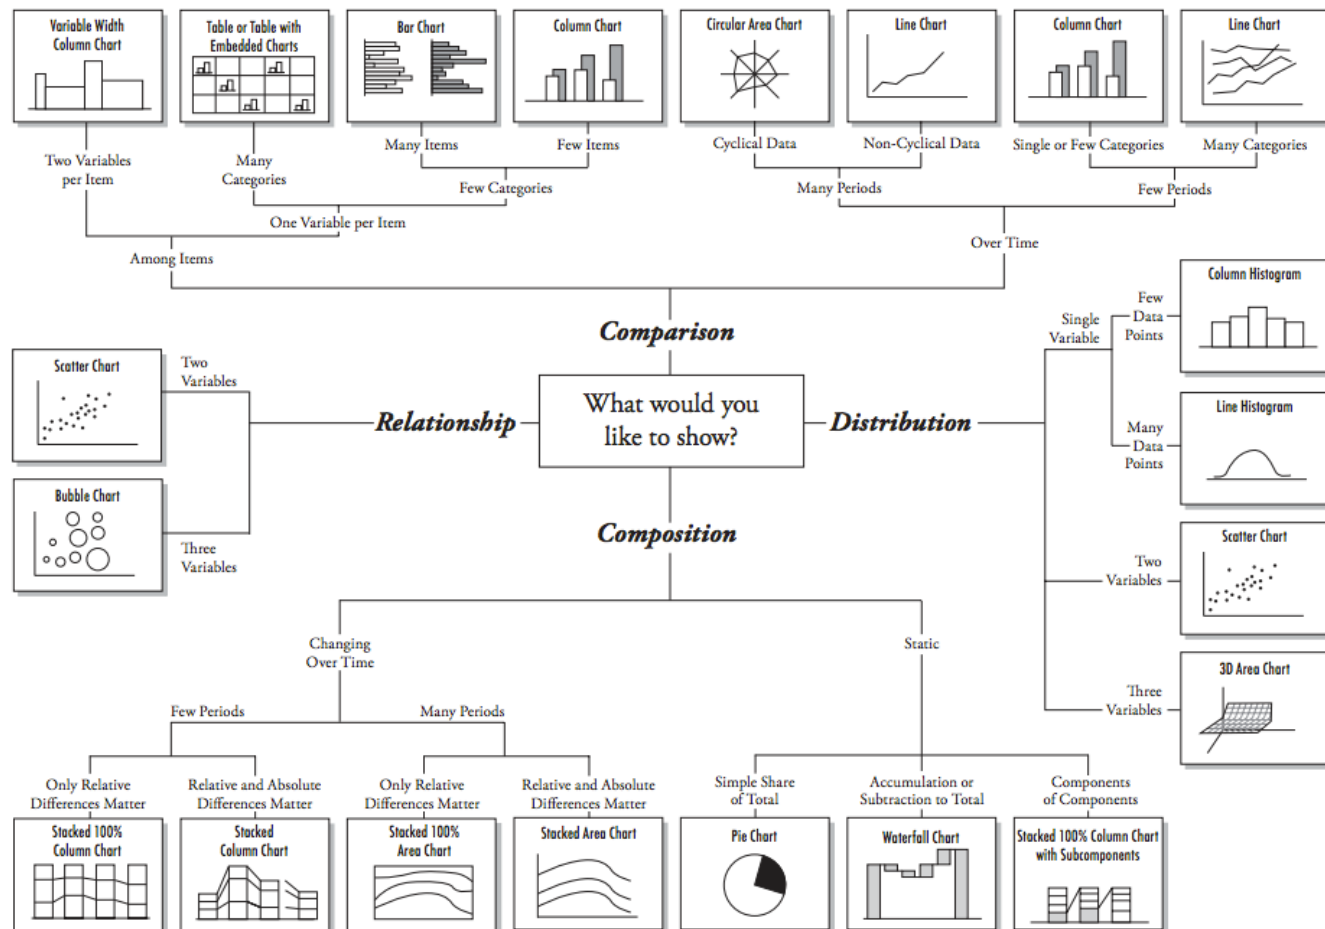 Variable Width
Column Chart
Table or Table with
Embedded Charts
Bar Chart
Column Chart
Circular Area Chart
Line Chart
Column Chart
Line Chart
Two Variables
per Item
Many
Categories
Many Items
Few Items
Cyclical Data
Non-Cyclical Data
Single or Few Categories
Many Categories
Few Categories
Many Periods
Few Periods
One Variable per Item
Among Items
Over Time
Comparison
Relationship
What would you
like to show?
Distribution
Composition
Scatter Chart
Two
Variables
Bubble Chart
Three
Variables
Single
Variable
Few
Data
Points
Column Histogram
Many
Data
Points
Line Histogram
Two
Variables
Scatter Chart
Three
Variables
3D Area Chart
Changing
Over Time
Static
Few Periods
Many Periods
Only Relative
Differences Matter
Relative and Absolute
Differences Matter
Only Relative
Differences Matter
Relative and Absolute
Differences Matter
Simple Share
of Total
Accumulation or
Subtraction to Total
Components
of Components
Stacked 100%
Column Chart
Stacked
Column Chart
Stacked 100%
Area Chart
Stacked Area Chart
Pie Chart
Waterfall Chart
Stacked 100% Column Chart
with Subcomponents